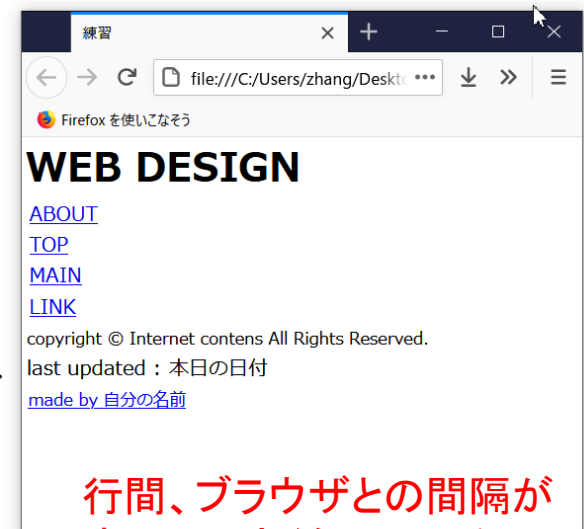 練習
file:///C:/Users/zhang/Deskt
Firefox を使いこなそう
WEB DESIGN
ABOUT
TOP
MAIN
LINK
copyright © Internet contens All Rights Reserved.
last updated : 本日の日付
made by 自分の名前
行間、ブラウザとの間隔が